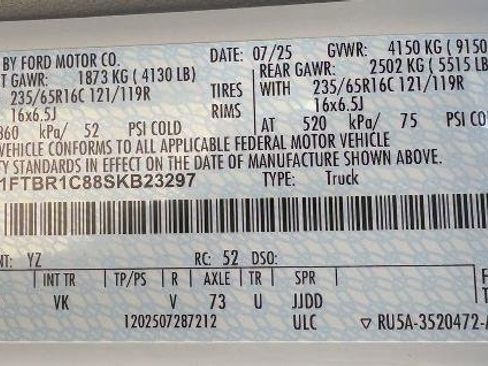 BY FORD MOTOR CO. DATE: 07/25 GVWR: 4150 KG (9150
T GAWR: 1873 KG (4130 LB) REAR GAWR: 2502 KG (5515 LB
235/65R16C 121/119R TIRES WITH 235/65R16C 121/119R
16x6.5J RIMS 16x6.5J
360 kPa/ 52 PSI COLD AT 520 kPa/ 75 PSI CO
VEHICLE CONFORMS TO ALL APPLICABLE FEDERAL MOTOR VEHICLE
TY STANDARDS IN EFFECT ON THE DATE OF MANUFACTURE SHOWN ABOVE.
1FTBR1C88SKB23297 TYPE: Truck
NT: YZ RC: 52 DSO:
INT TR TP/PS R AXLE TR SPR
VK V 73 U JJDD
1202507287212 ULC ▽ RU5A-3520472-